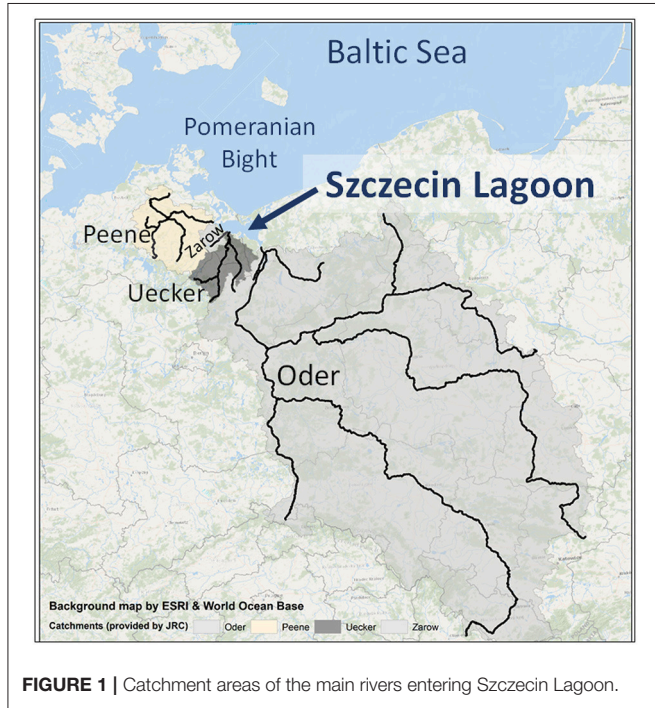 Baltic Sea
Pomeranian
Bight
Szczecin Lagoon
Peene
Zarow
Uecker
Oder
Background map by ESRI & World Ocean Base
Catchments (provided by JRC) Oder Peene Uecker Zarow
FIGURE 1 | Catchment areas of the main rivers entering Szczecin Lagoon.